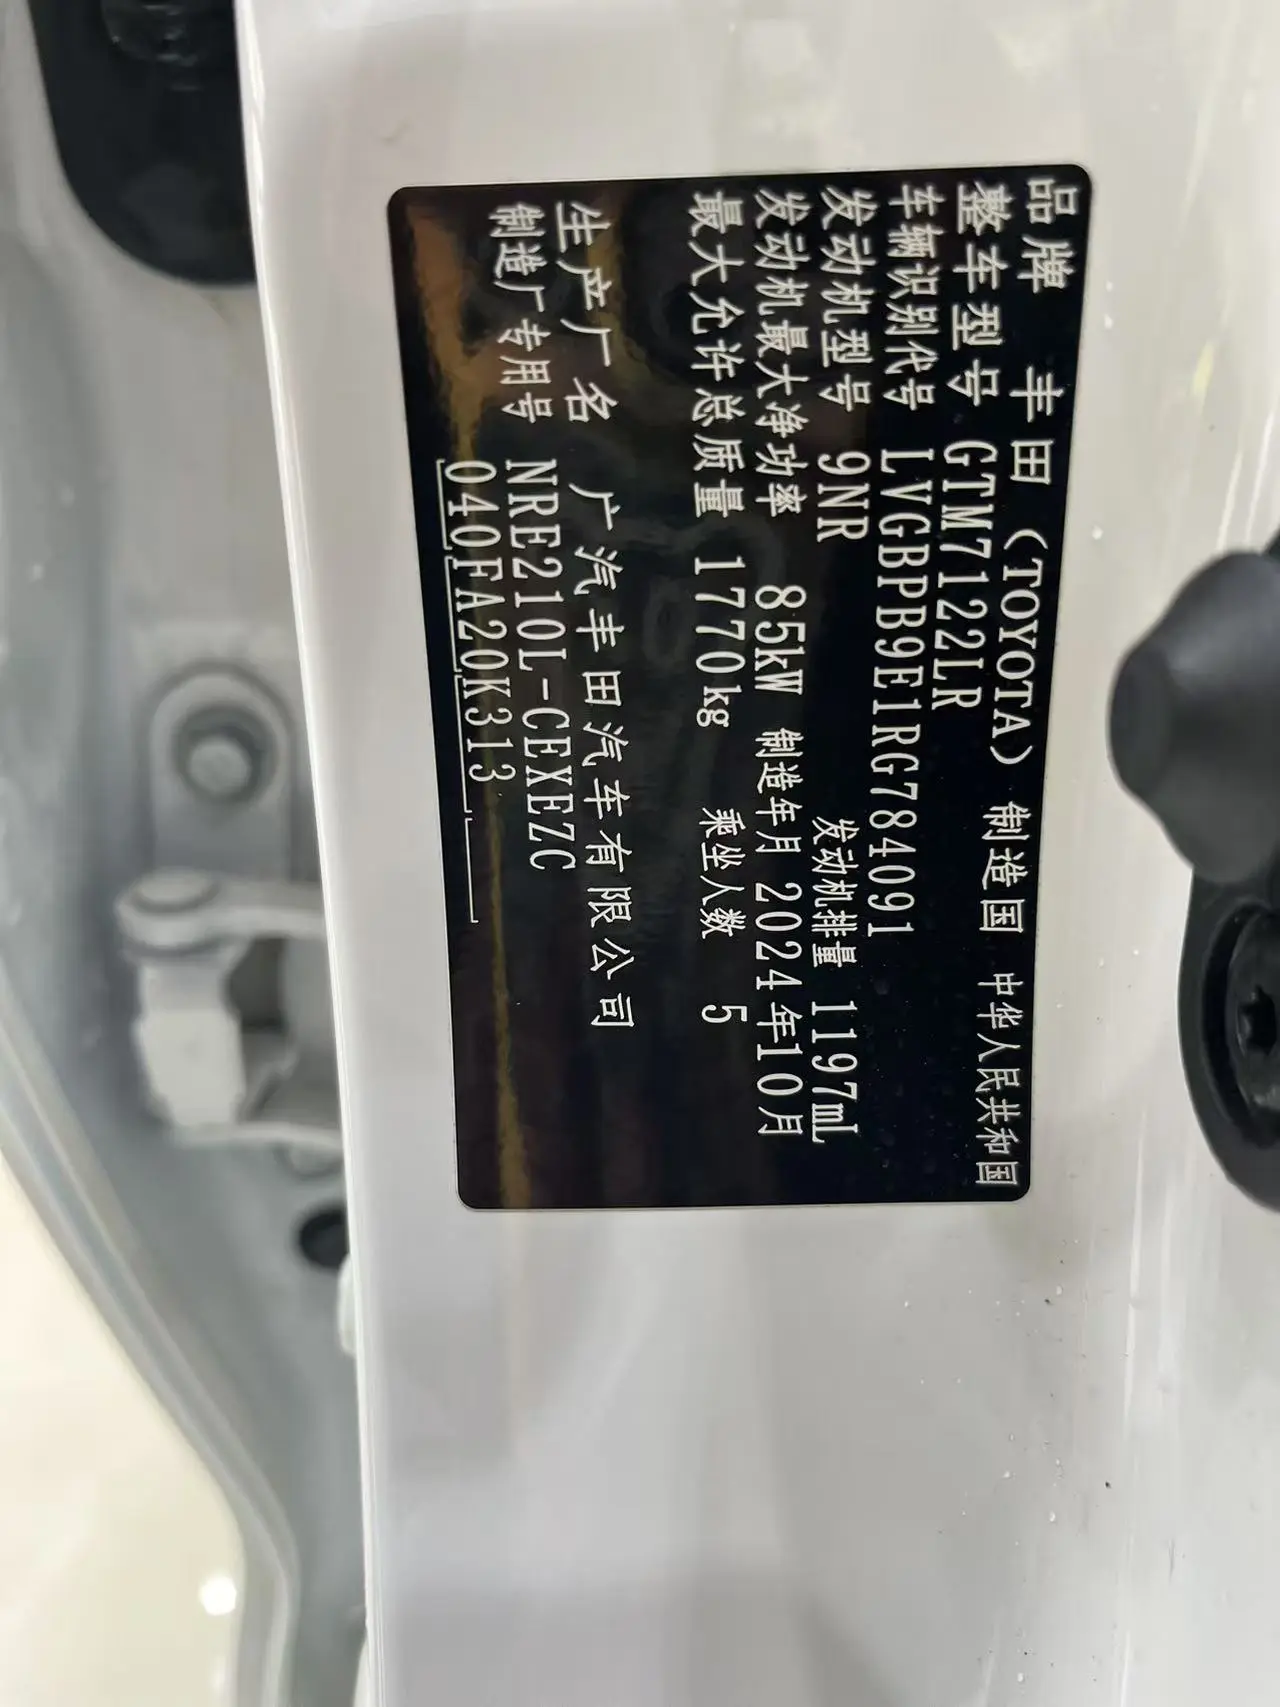 品牌 丰田 (TOYOTA) 制造国 中华人民共和国
整车型号 GTM7122LR
车辆识别代号 LVGBPB9E1RG784091
发动机型号 9NR 发动机排量 1197mL
发动机最大净功率 85kW 制造年月 2024年10月
最大允许总质量 1770kg 乘坐人数 5
生产厂名 广汽丰田汽车有限公司
制造厂专用号 NRE210L-CEXEZC
040FA20K313